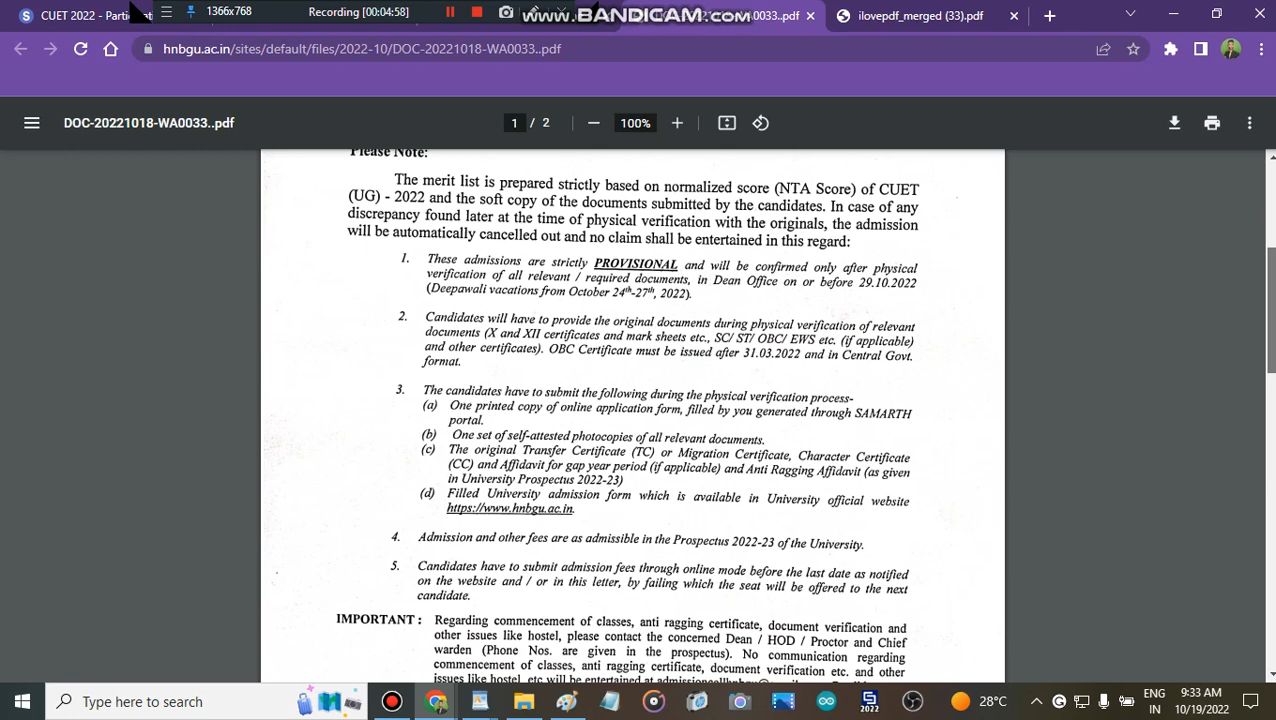 CUET 2022 - Parti
1366x768
Recording [00:04:58]
www.BANDICAM.com
0033..pdf
ilovepdf_merged (33).pdf
hnbgu.ac.in/sites/default/files/2022-10/DOC-20221018-WA0033..pdf
DOC-20221018-WA0033..pdf
1 / 2
100%
Please Note:
The merit list is prepared strictly based on normalized score (NTA Score) of CUET
(UG) - 2022 and the soft copy of the documents submitted by the candidates. In case of any
discrepancy found later at the time of physical verification with the originals, the admission
will be automatically cancelled out and no claim shall be entertained in this regard:
1. These admissions are strictly PROVISIONAL and will be confirmed only after physical
verification of all relevant / required documents, in Dean Office on or before 29.10.2022
(Deepawali vacations from October 24th-27th, 2022).
2. Candidates will have to provide the original documents during physical verification of relevant
documents (X and XII certificates and mark sheets etc., SC/ ST/ OBC/ EWS etc. (if applicable)
and other certificates). OBC Certificate must be issued after 31.03.2022 and in Central Govt.
format.
3. The candidates have to submit the following during the physical verification process-
(a) One printed copy of online application form, filled by you generated through SAMARTH
portal.
(b) One set of self-attested photocopies of all relevant documents.
(c) The original Transfer Certificate (TC) or Migration Certificate, Character Certificate
(CC) and Affidavit for gap year period (if applicable) and Anti Ragging Affidavit (as given
in University Prospectus 2022-23)
(d) Filled University admission form which is available in University official website
https://www.hnbgu.ac.in.
4. Admission and other fees are as admissible in the Prospectus 2022-23 of the University.
5. Candidates have to submit admission fees through online mode before the last date as notified
on the website and / or in this letter, by failing which the seat will be offered to the next
candidate.
IMPORTANT : Regarding commencement of classes, anti ragging certificate, document verification and
other issues like hostel, please contact the concerned Dean / HOD / Proctor and Chief
warden (Phone Nos. are given in the prospectus). No communication regarding
commencement of classes, anti ragging certificate, document verification etc. and other
issues like hostel, etc will be entertained at
Type here to search
2022
28°C
ENG
IN
9:33 AM
10/19/2022